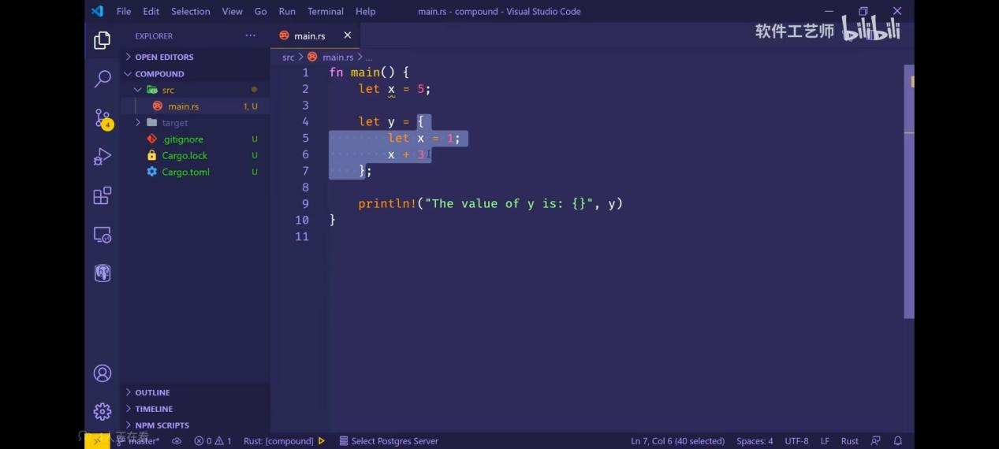 File Edit Selection View Go Run Terminal Help main.rs - compound - Visual Studio Code
软件工艺师 bilibili
EXPLORER ··· main.rs ×
OPEN EDITORS
src > main.rs > ...
COMPOUND
src
main.rs 1, U
target
.gitignore U
Cargo.lock U
Cargo.toml U
1 fn main() {
2 let x = 5;
3
4 let y = {
5 let x = 1;
6 x + 3
7 };
8
9 println!("The value of y is: {}", y)
10 }
11
4
OUTLINE
TIMELINE
NPM SCRIPTS
人正在看
master* 0 1 Rust: [compound] Select Postgres Server Ln 7, Col 6 (40 selected) Spaces: 4 UTF-8 LF Rust